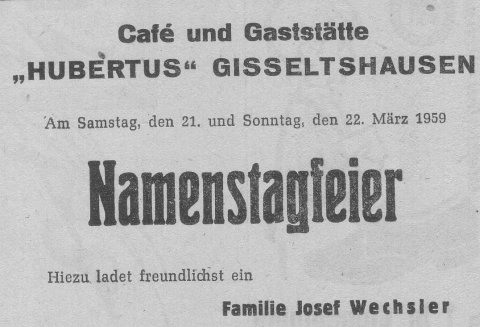 Café und Gaststätte
„HUBERTUS“ GISSELTSHAUSEN
Am Samstag, den 21. und Sonntag, den 22. März 1959
Namenstagfeier
Hiezu ladet freundlichst ein
Familie Josef Wechsler